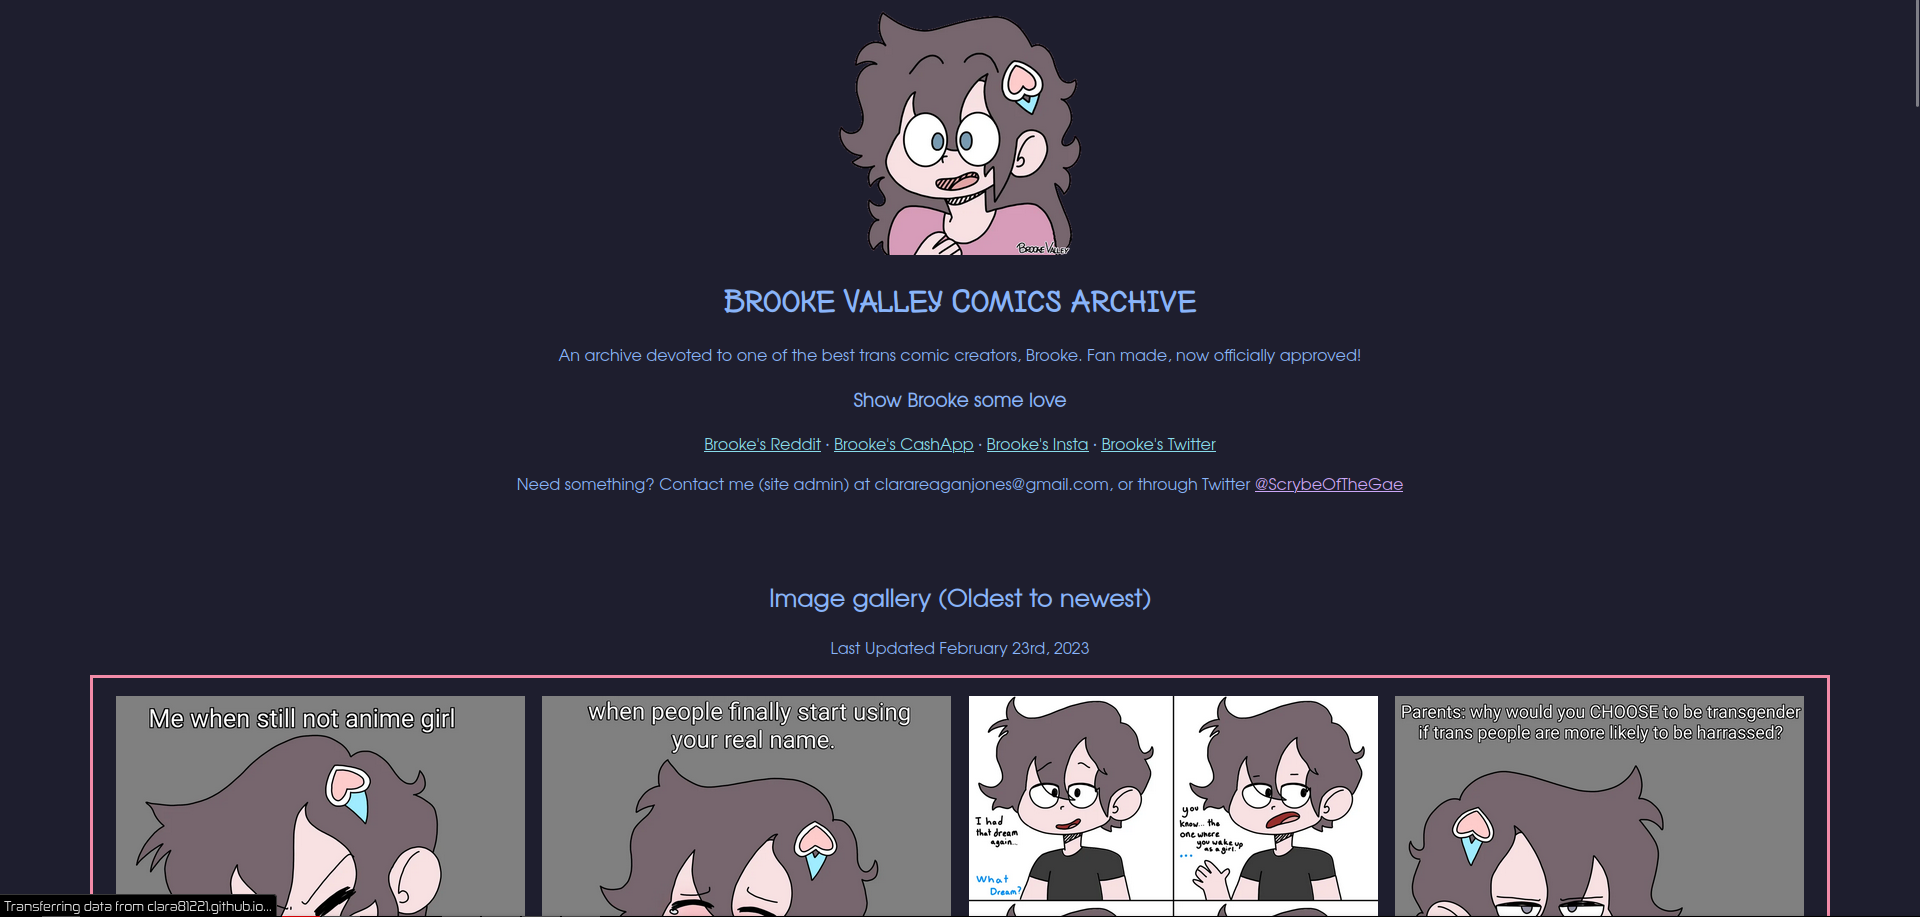 BROOKE VALLEY
BROOKE VALLEY COMICS ARCHIVE
An archive devoted to one of the best trans comic creators, Brooke. Fan made, now officially approved!
Show Brooke some love
Brooke's Reddit · Brooke's CashApp · Brooke's Insta · Brooke's Twitter
Need something? Contact me (site admin) at clarareaganjones@gmail.com, or through Twitter @ScrybeOfTheGae
Image gallery (Oldest to newest)
Last Updated February 23rd, 2023
Me when still not anime girl
when people finally start using
your real name.
I had
that dream
again...
What
Dream?
you
know... the
one where
you wake up
as a girl.
...
Parents: why would you CHOOSE to be transgender
if trans people are more likely to be harrassed?
Transferring data from clara81221.github.io...